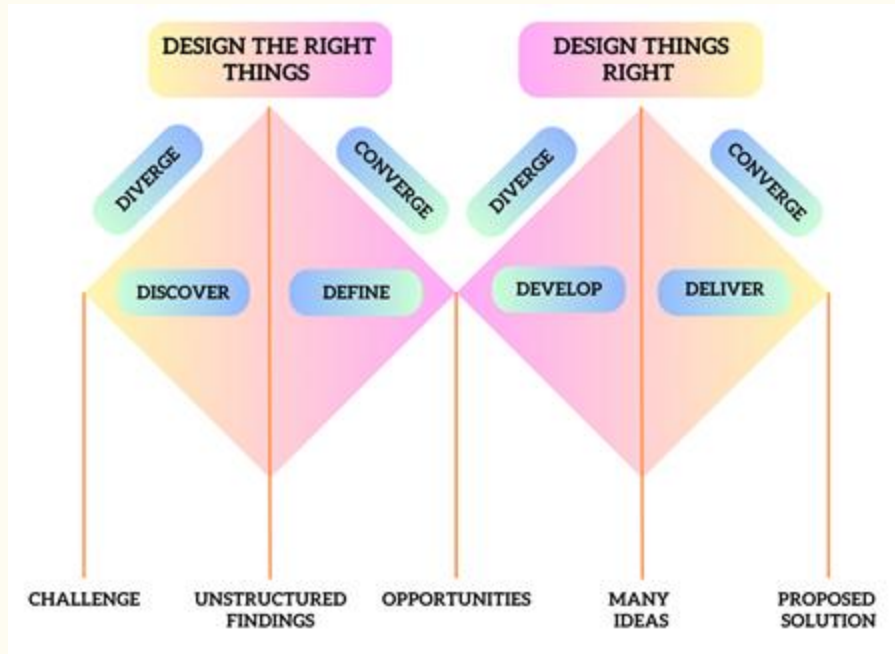 DESIGN THE RIGHT
THINGS
DESIGN THINGS
RIGHT
DIVERGE
CONVERGE
DIVERGE
CONVERGE
DISCOVER
DEFINE
DEVELOP
DELIVER
CHALLENGE
UNSTRUCTURED
FINDINGS
OPPORTUNITIES
MANY
IDEAS
PROPOSED
SOLUTION